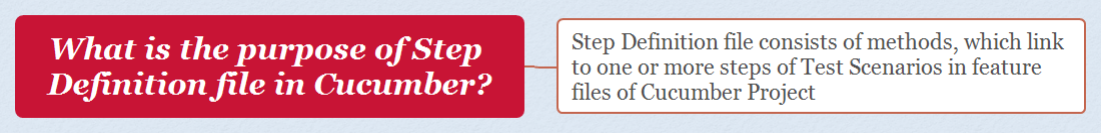 What is the purpose of Step
Definition file in Cucumber?
Step Definition file consists of methods, which link
to one or more steps of Test Scenarios in feature
files of Cucumber Project